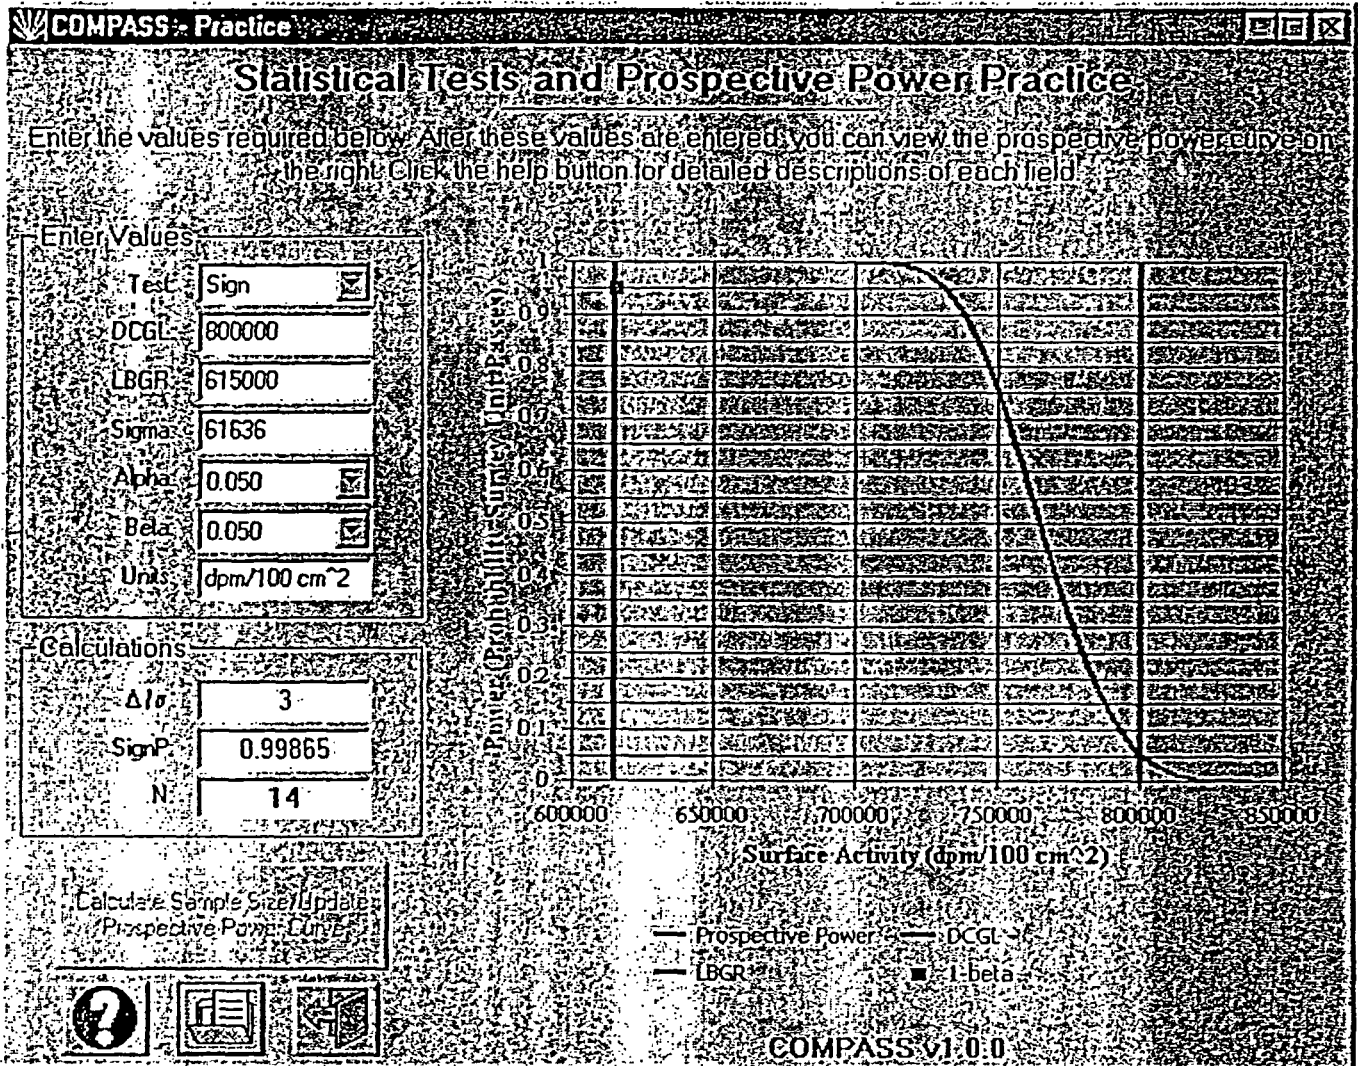 COMPASS - Practice
Statistical Tests and Prospective Power Practice
Enter the values required below. After these values are entered, you can view the prospective power curve on
the right. Click the help button for detailed descriptions of each field.
Enter Values
Test: Sign
DCGL: 800000
LBGR: 615000
Sigma: 61636
Alpha: 0.050
Beta: 0.050
Units: dpm/100 cm^2
Calculations
Δ/σ 3
SignP: 0.99865
N: 14
Calculate Sample Size/Update
Prospective Power Curve
Power (Probability Survey Unit Passes)
1
0.9
0.8
0.7
0.6
0.5
0.4
0.3
0.2
0.1
0
600000 650000 700000 750000 800000 850000
Surface Activity (dpm/100 cm^2)
Prospective Power DCGL
LBGR 1-beta
COMPASS v1.0.0